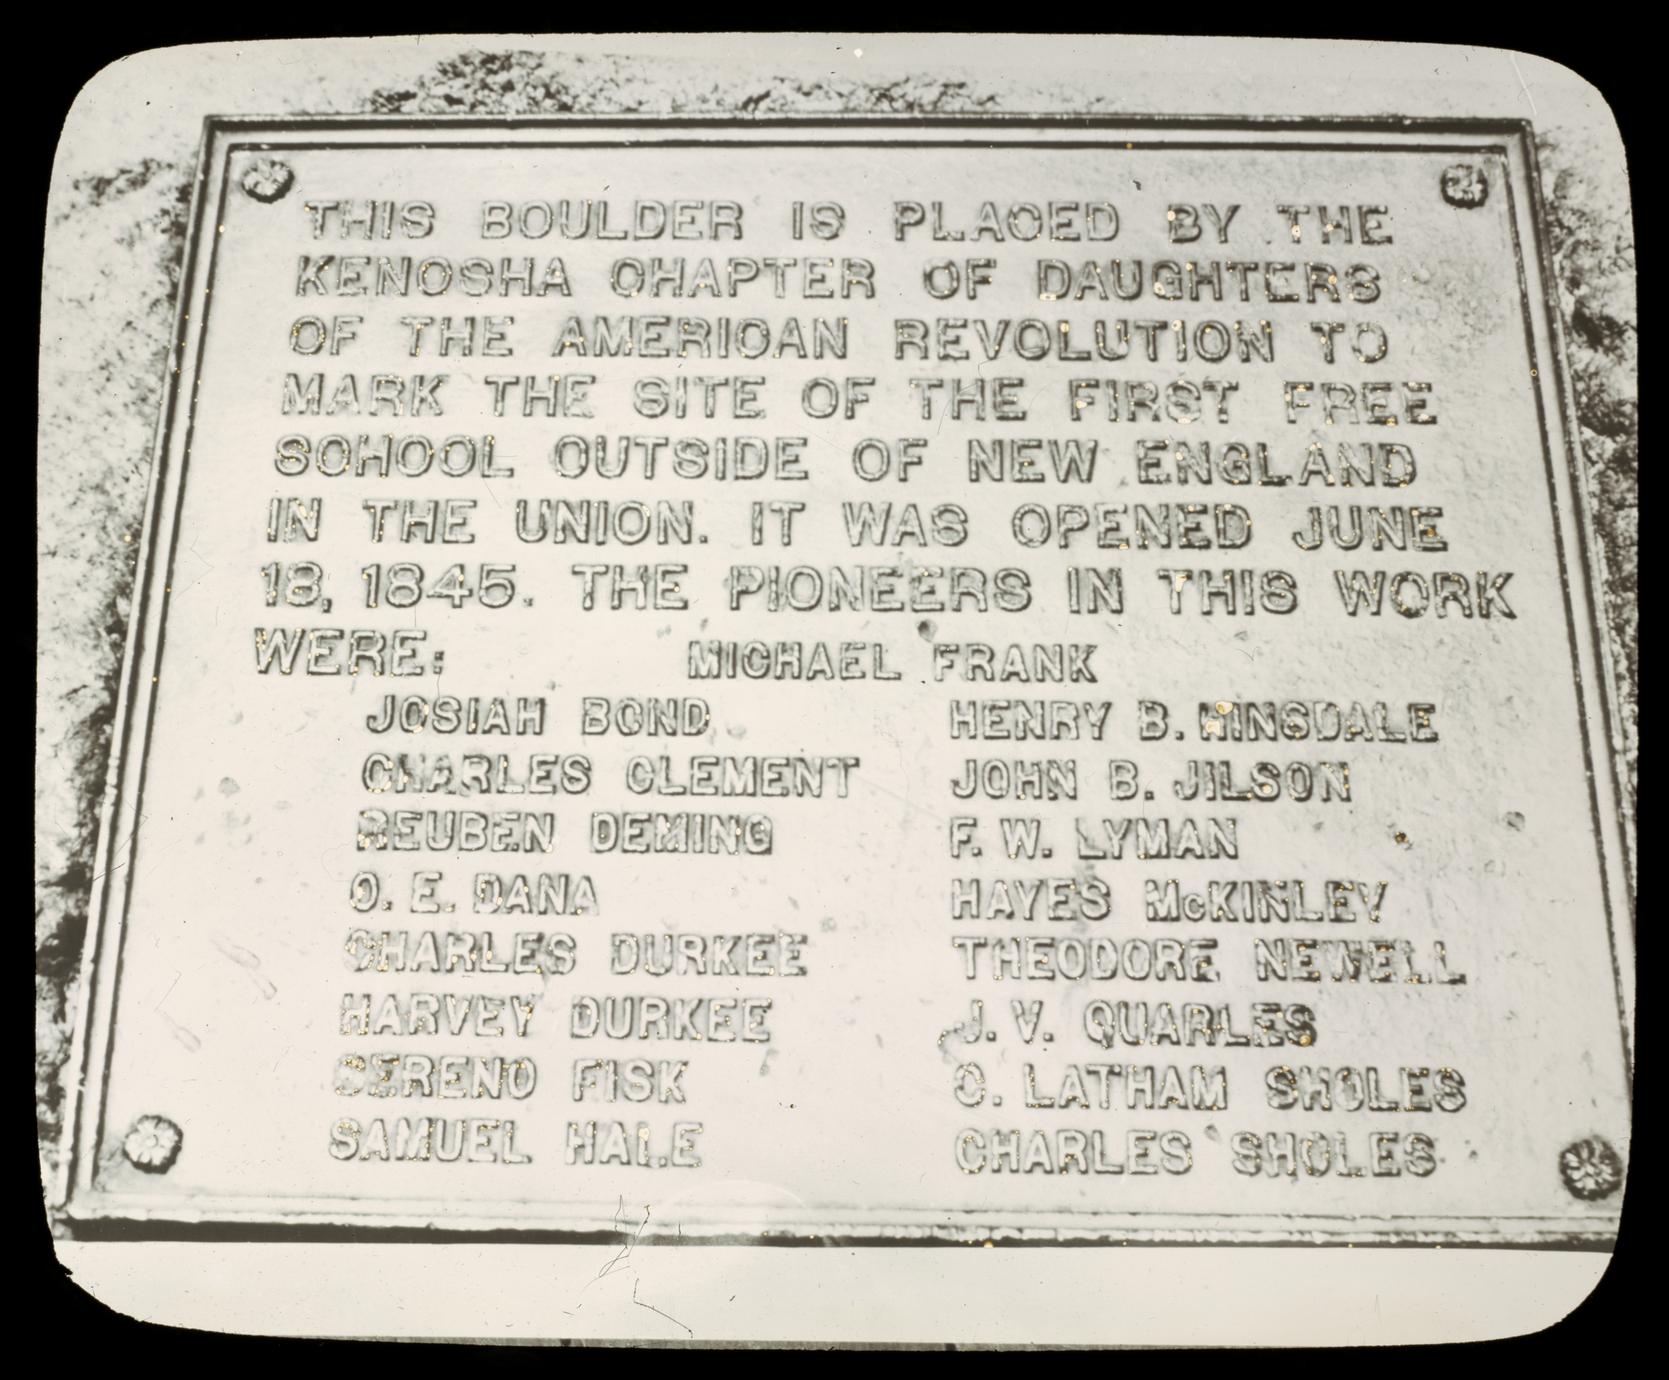 THIS BOULDER IS PLACED BY THE
KENOSHA CHAPTER OF DAUGHTERS
OF THE AMERICAN REVOLUTION TO
MARK THE SITE OF THE FIRST FREE
SCHOOL OUTSIDE OF NEW ENGLAND
IN THE UNION. IT WAS OPENED JUNE
18, 1845. THE PIONEERS IN THIS WORK
WERE: MICHAEL FRANK
JOSIAH BOND HENRY B. HINSDALE
CHARLES CLEMENT JOHN B. JILSON
REUBEN DEMING F. W. LYMAN
O. E. DANA HAYES McKINLEY
CHARLES DURKEE THEODORE NEWELL
HARVEY DURKEE J. V. QUARLES
SERENO FISK C. LATHAM SHOLES
SAMUEL HALE CHARLES SHOLES